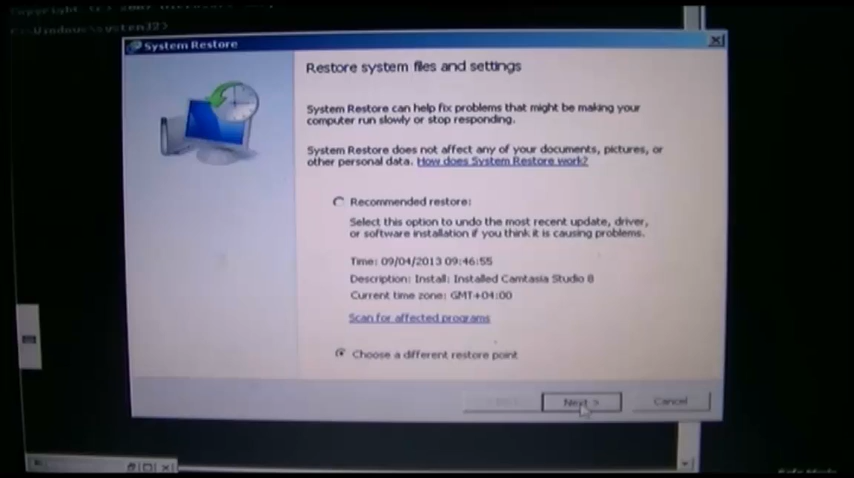 System Restore
Restore system files and settings
System Restore can help fix problems that might be making your
computer run slowly or stop responding.
System Restore does not affect any of your documents, pictures, or
other personal data. How does System Restore work?
Recommended restore:
Select this option to undo the most recent update, driver,
or software installation if you think it is causing problems.
Time: 09/04/2013 09:46:55
Description: Install: Installed Camtasia Studio 8
Current time zone: GMT+04:00
Scan for affected programs
Choose a different restore point
Next >
Cancel